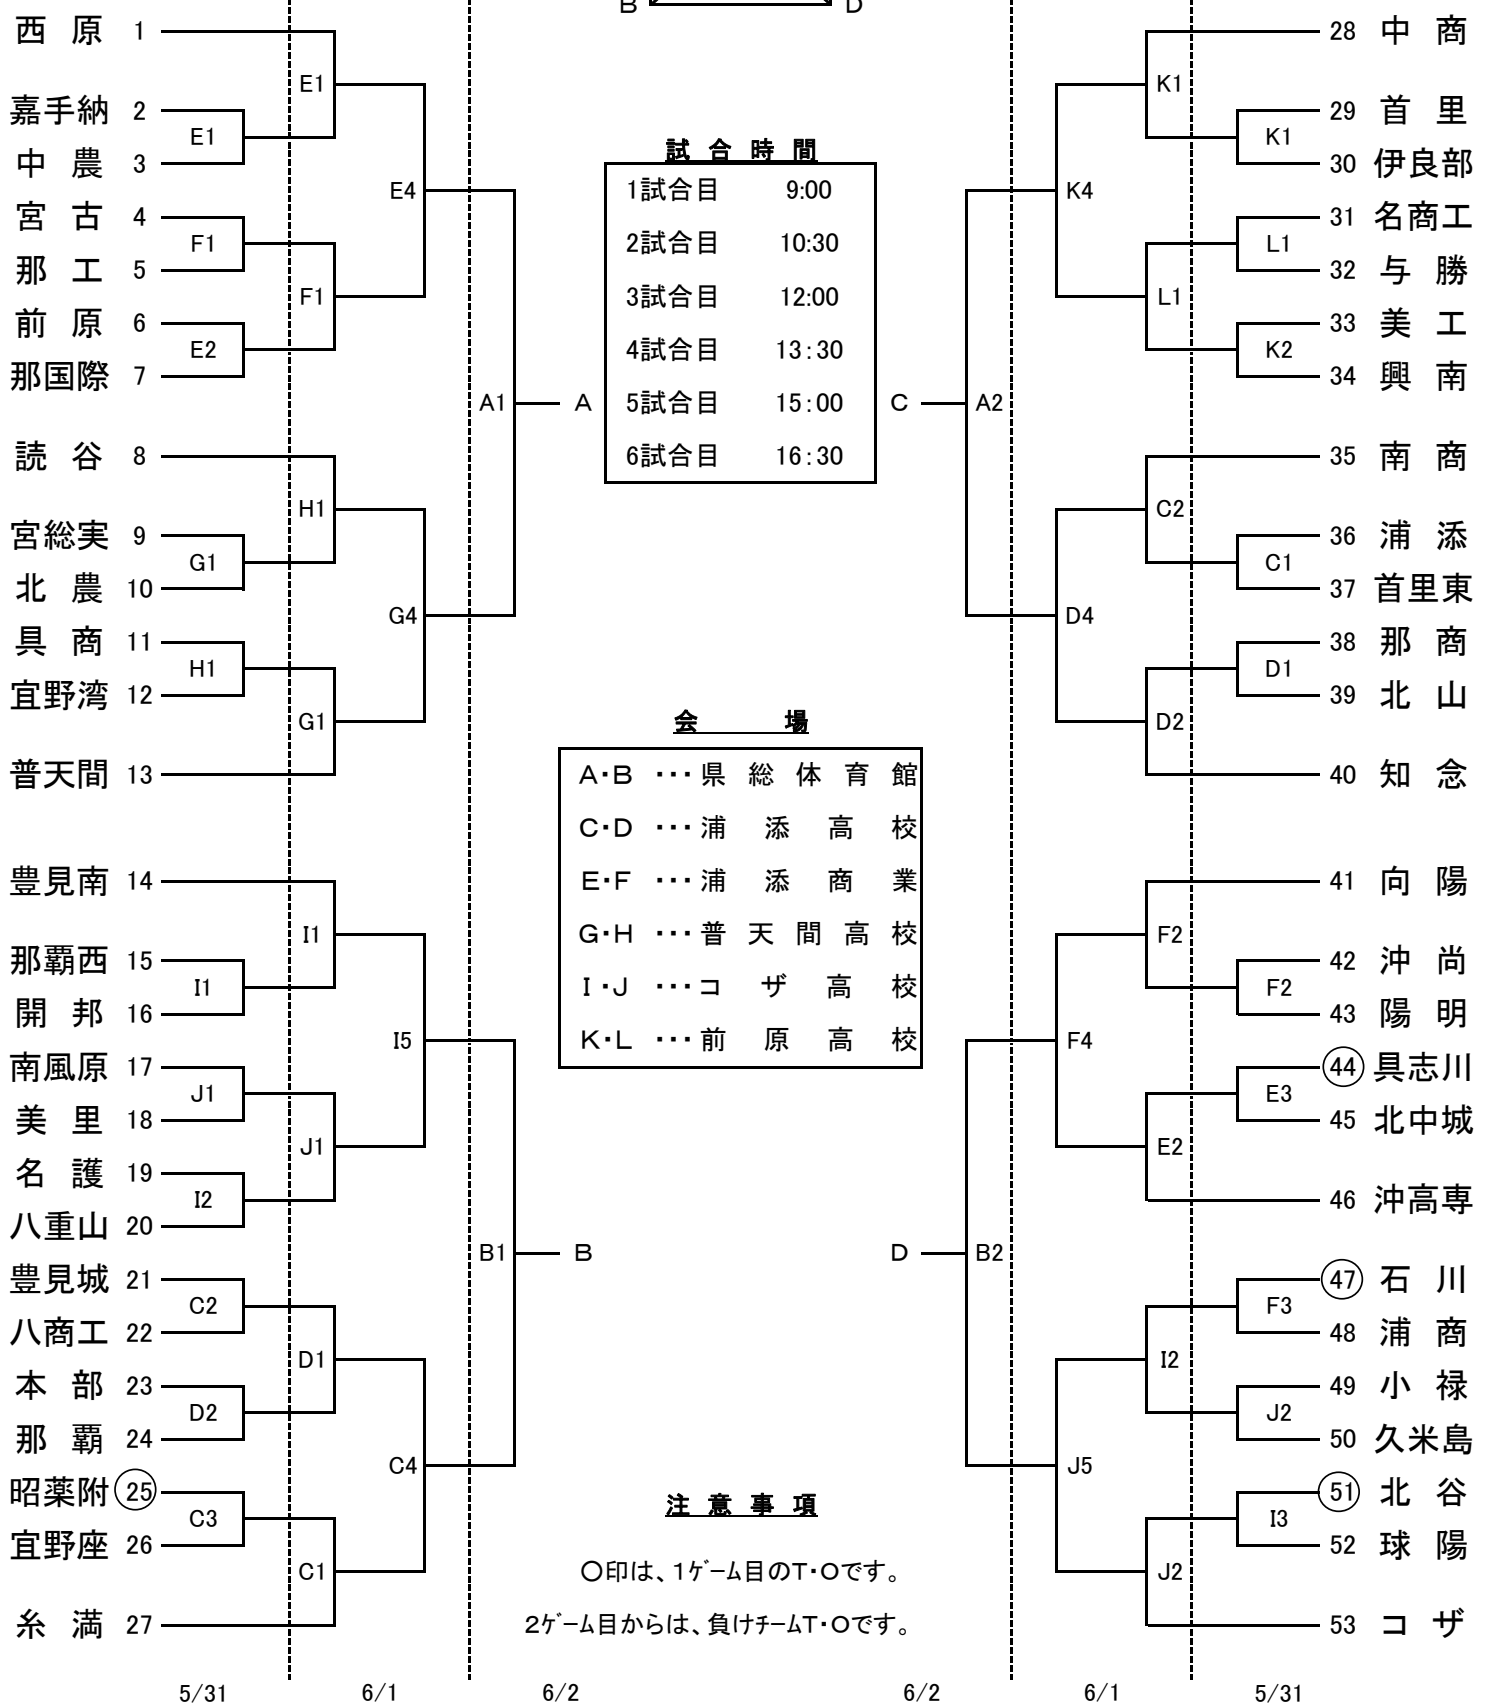 B D
西 原 1
E1
嘉手納 2
E1
中 農 3
E4
宮 古 4
F1
那 工 5
F1
前 原 6
E2
那国際 7
A1
A
読 谷 8
H1
宮総実 9
G1
北 農 10
G4
具 商 11
H1
宜野湾 12
G1
普天間 13
豊見南 14
I1
那覇西 15
I1
開 邦 16
I5
南風原 17
J1
美 里 18
J1
名 護 19
I2
八重山 20
B1
B
豊見城 21
C2
八商工 22
D1
本 部 23
D2
那 覇 24
C4
昭薬附 25
C3
宜野座 26
C1
糸 満 27
試 合 時 間
1試合目 9:00
2試合目 10:30
3試合目 12:00
4試合目 13:30
5試合目 15:00
6試合目 16:30
会 場
A・B ・・・県 総 体 育 館
C・D ・・・浦 添 高 校
E・F ・・・浦 添 商 業
G・H ・・・普 天 間 高 校
I・J ・・・コ ザ 高 校
K・L ・・・前 原 高 校
注 意 事 項
○印は、1ゲーム目のT・Oです。
2ゲーム目からは、負けチームT・Oです。
28 中 商
K1
29 首 里
K1
30 伊良部
K4
31 名商工
L1
32 与 勝
L1
33 美 工
K2
34 興 南
C
A2
35 南 商
C2
36 浦 添
C1
37 首里東
D4
38 那 商
D1
39 北 山
D2
40 知 念
41 向 陽
F2
42 沖 尚
F2
43 陽 明
F4
44 具志川
E3
45 北中城
E2
46 沖高専
D
B2
47 石 川
F3
48 浦 商
I2
49 小 禄
J2
50 久米島
J5
51 北 谷
I3
52 球 陽
J2
53 コ ザ
5/31 6/1 6/2 6/2 6/1 5/31